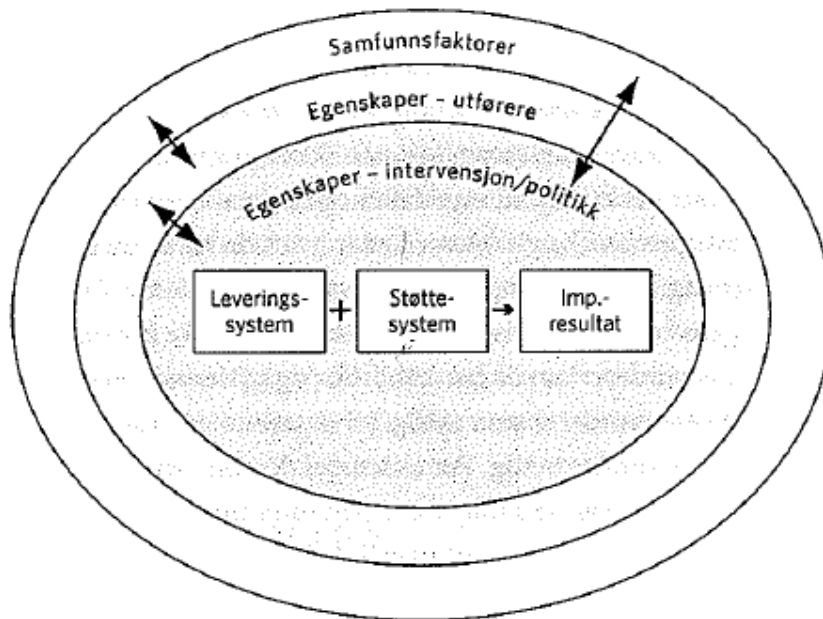 Samfunnsfaktorer
Egenskaper – utførere
Egenskaper – intervensjon/politikk
Leverings-
system
+
Støtte-
system
Imp.-
resultat